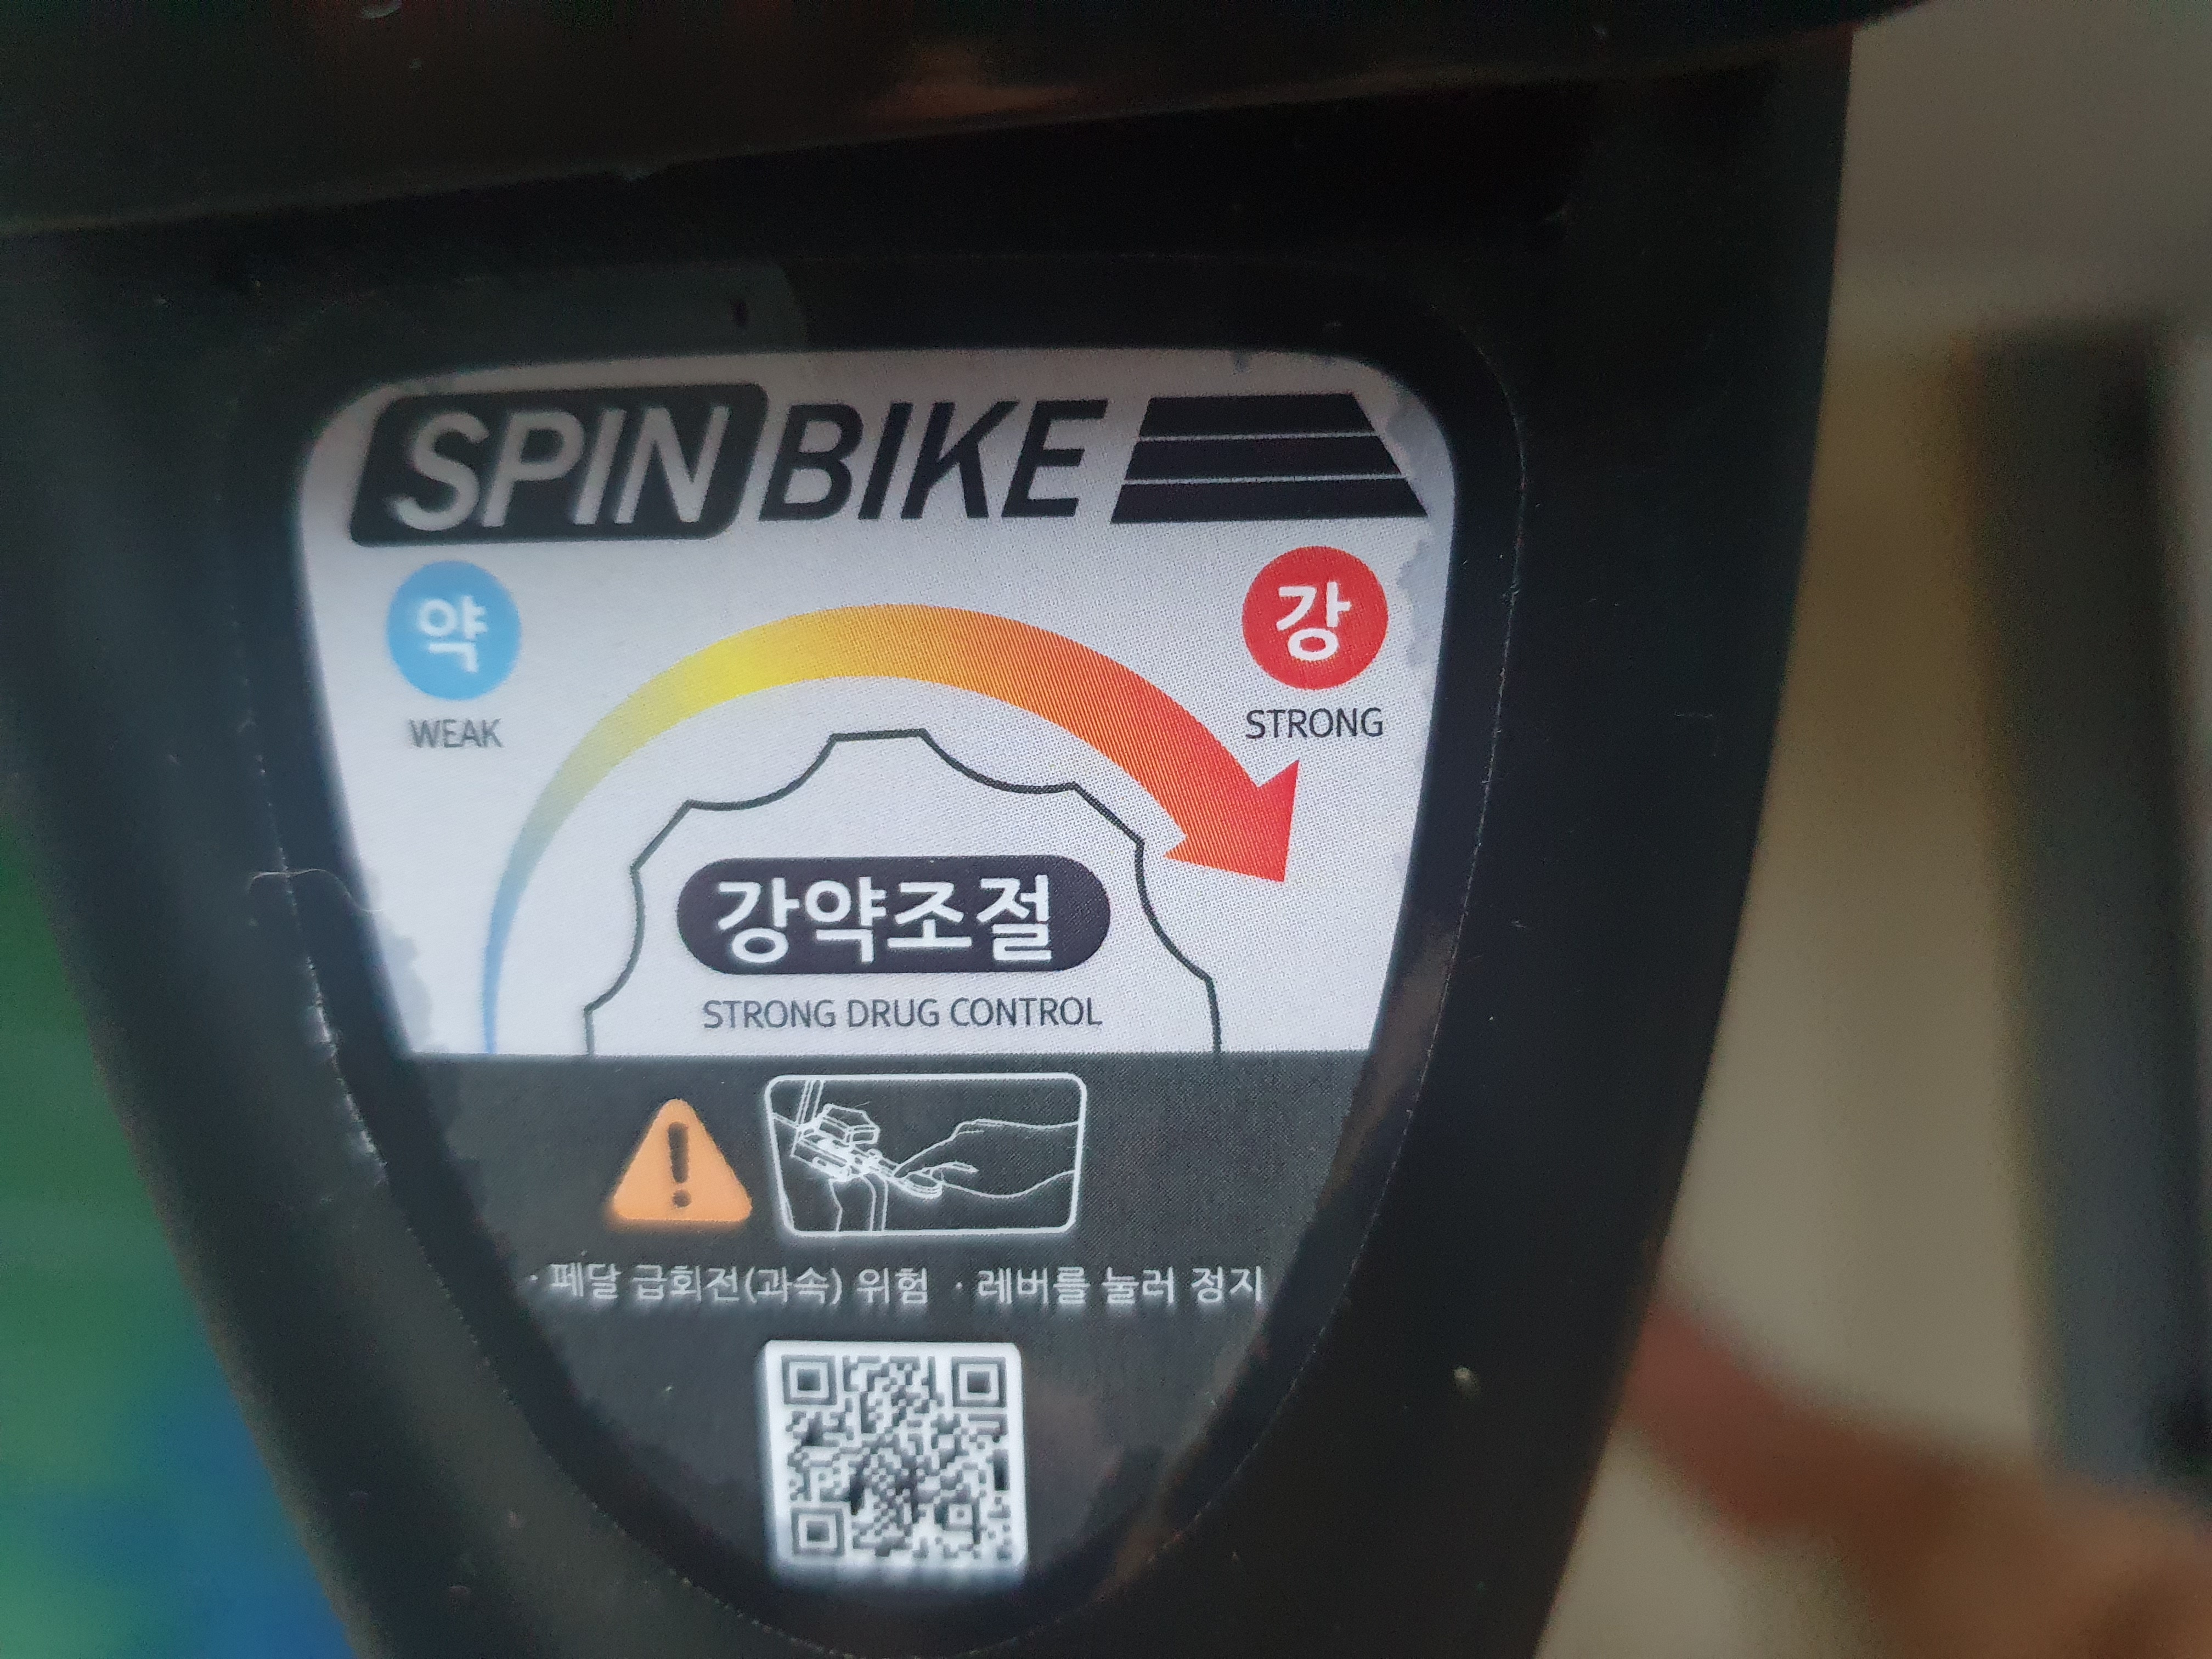 SPIN BIKE
약 강
WEAK STRONG
강약조절
STRONG DRUG CONTROL
· 페달 급회전(과속) 위험 · 레버를 눌러 정지